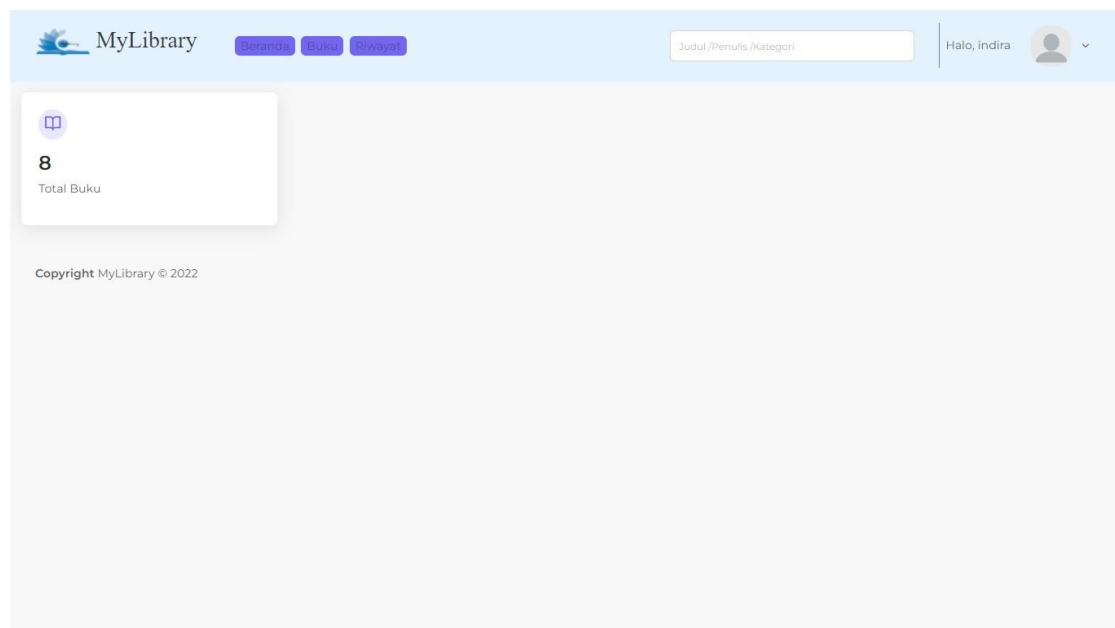 MyLibrary
Beranda Buku Riwayat
Judul /Penulis /Kategori
Halo, indira
8
Total Buku
Copyright MyLibrary © 2022